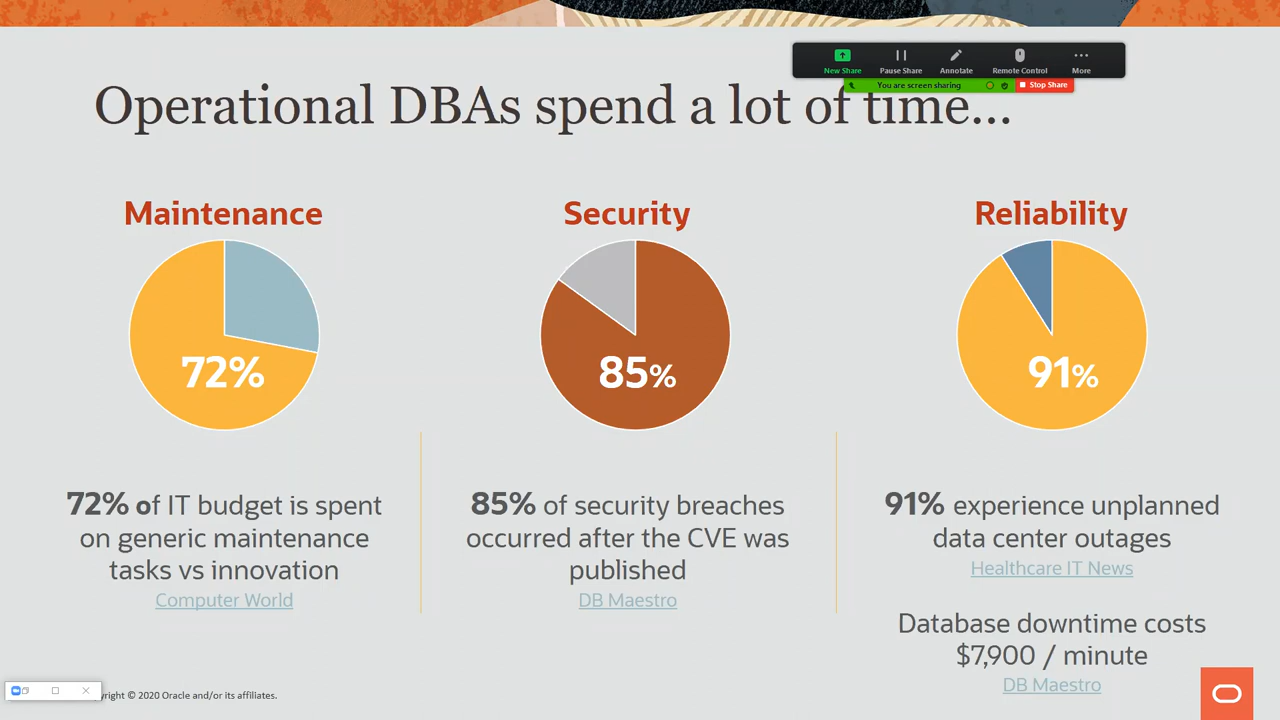 New Share
Pause Share
Annotate
Remote Control
More
You are screen sharing
Stop Share
Operational DBAs spend a lot of time...
Maintenance
72%
72% of IT budget is spent
on generic maintenance
tasks vs innovation
Computer World
Security
85%
85% of security breaches
occurred after the CVE was
published
DB Maestro
Reliability
91%
91% experience unplanned
data center outages
Healthcare IT News
Database downtime costs
$7,900 / minute
DB Maestro
yright © 2020 Oracle and/or its affiliates.